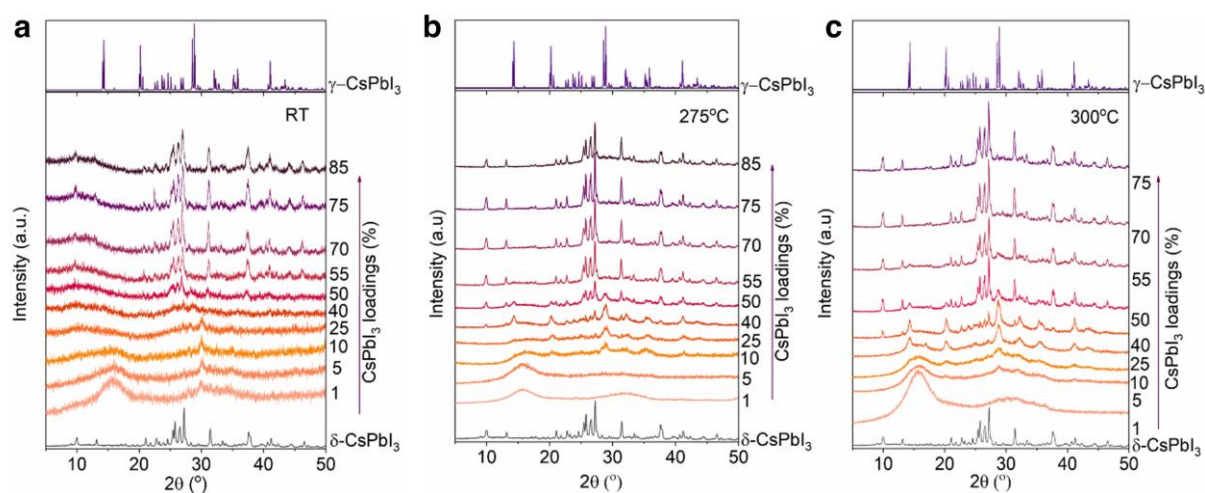 a
γ−CsPbI3
RT
85
75
70
55
50
40
25
10
5
1
δ-CsPbI3
Intensity (a.u.)
CsPbI3 loadings (%)
10 20 30 40 50
2θ (°)
b
γ−CsPbI3
275°C
85
75
70
55
50
40
25
10
5
1
δ-CsPbI3
Intensity (a.u)
CsPbI3 loadings (%)
10 20 30 40 50
2θ (°)
c
γ−CsPbI3
300°C
75
70
55
50
40
25
10
5
1
δ-CsPbI3
Intensity (a.u)
CsPbI3 loadings (%)
10 20 30 40 50
2θ (°)